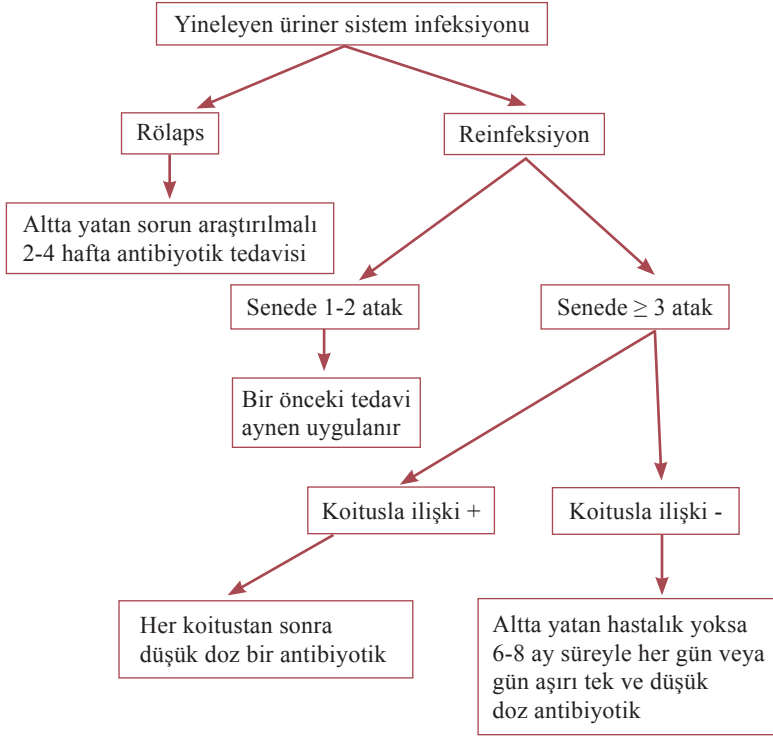 Yineleyen üriner sistem infeksiyonu
Rölaps
Reinfeksiyon
Altta yatan sorun araştırılmalı
2-4 hafta antibiyotik tedavisi
Senede 1-2 atak
Senede ≥ 3 atak
Bir önceki tedavi
aynen uygulanır
Koitusla ilişki +
Koitusla ilişki -
Her koitustan sonra
düşük doz bir antibiyotik
Altta yatan hastalık yoksa
6-8 ay süreyle her gün veya
gün aşırı tek ve düşük
doz antibiyotik